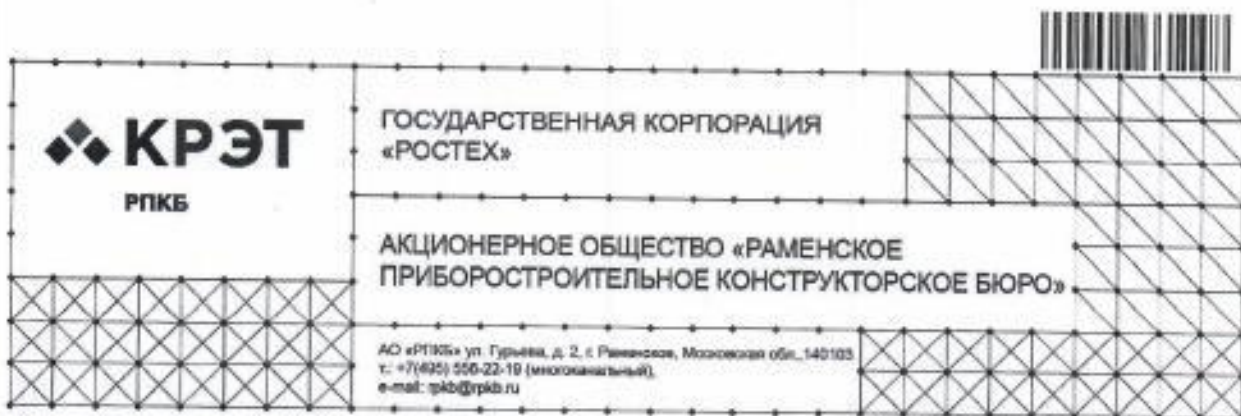 КРЭТ
РПКБ
ГОСУДАРСТВЕННАЯ КОРПОРАЦИЯ
«РОСТЕХ»
АКЦИОНЕРНОЕ ОБЩЕСТВО «РАМЕНСКОЕ
ПРИБОРОСТРОИТЕЛЬНОЕ КОНСТРУКТОРСКОЕ БЮРО»
АО «РПКБ» ул. Гурьева, д. 2, г. Раменское, Московская обл., 140103
т.: +7(495) 556-22-19 (многоканальный),
e-mail: rpkb@rpkb.ru